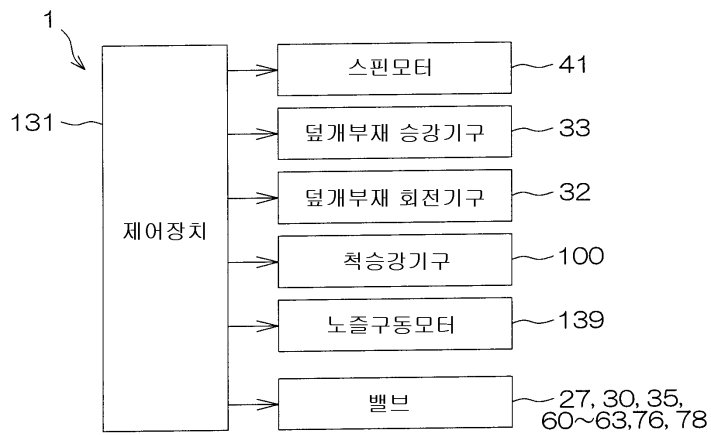 1
스핀모터
41
131
덮개부재 승강기구
33
덮개부재 회전기구
32
제어장치
척승강기구
100
노즐구동모터
139
밸브
27, 30, 35,
60~63,76, 78